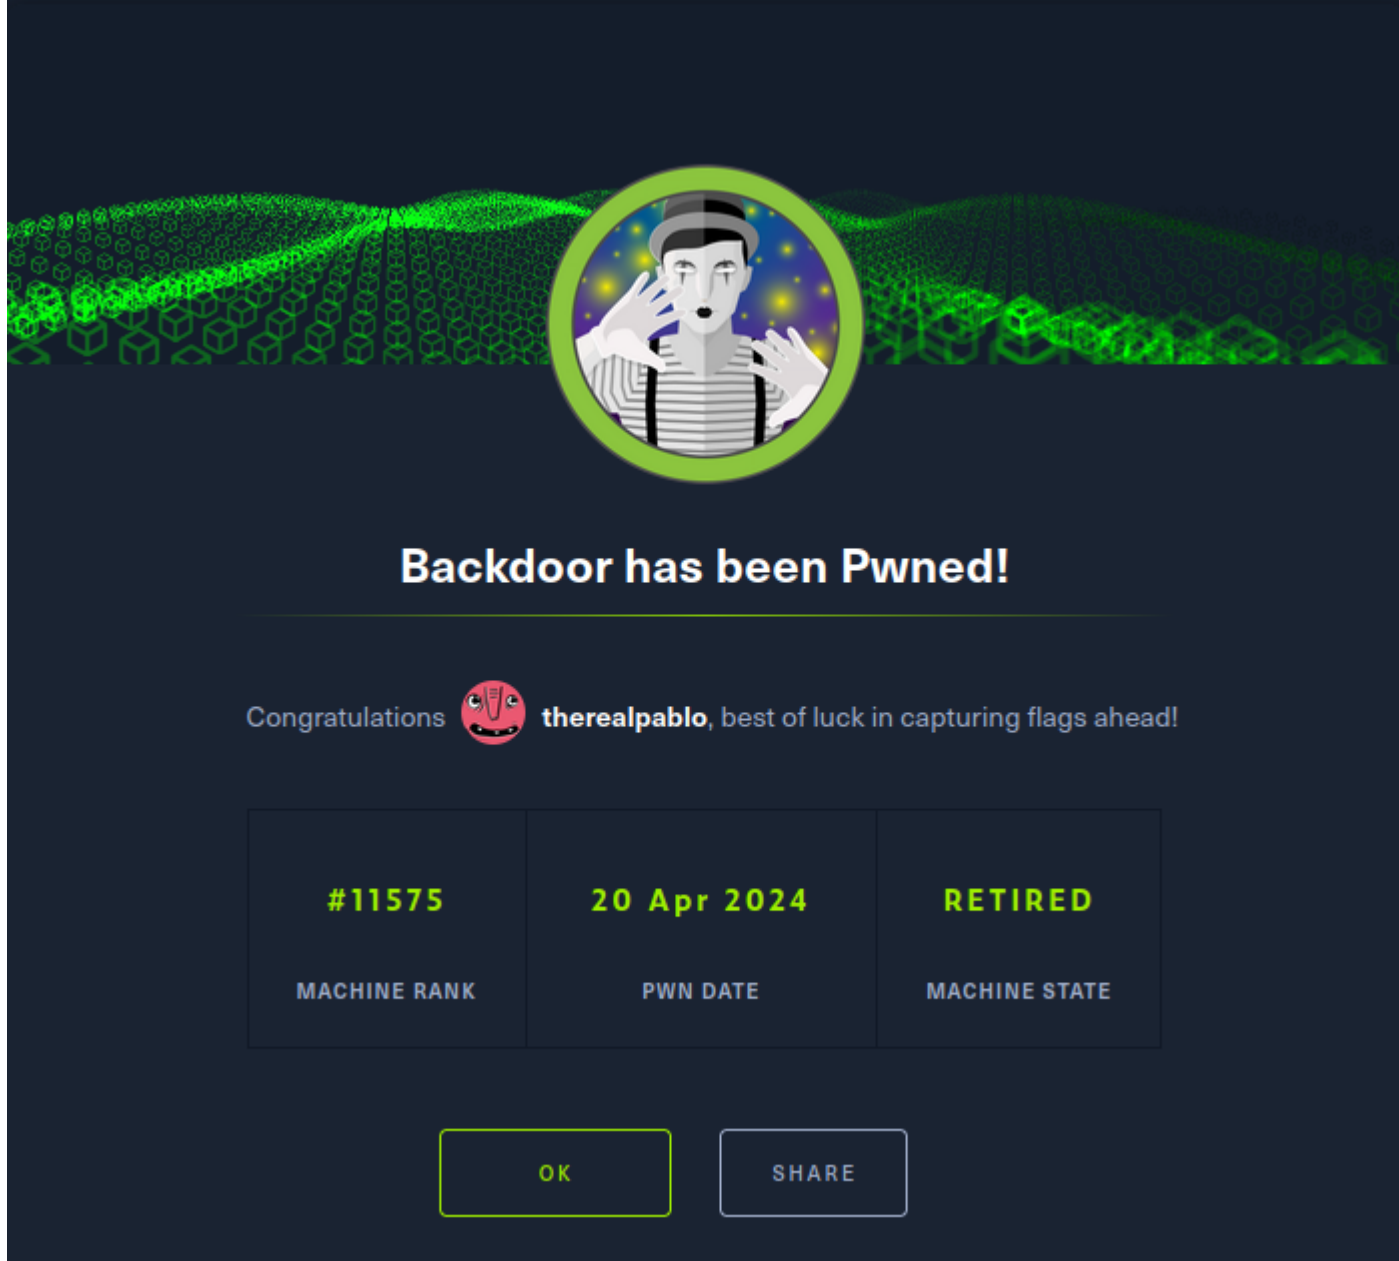 Backdoor has been Pwned!
Congratulations therealpablo, best of luck in capturing flags ahead!
#11575 20 Apr 2024 RETIRED
MACHINE RANK PWN DATE MACHINE STATE
OK SHARE